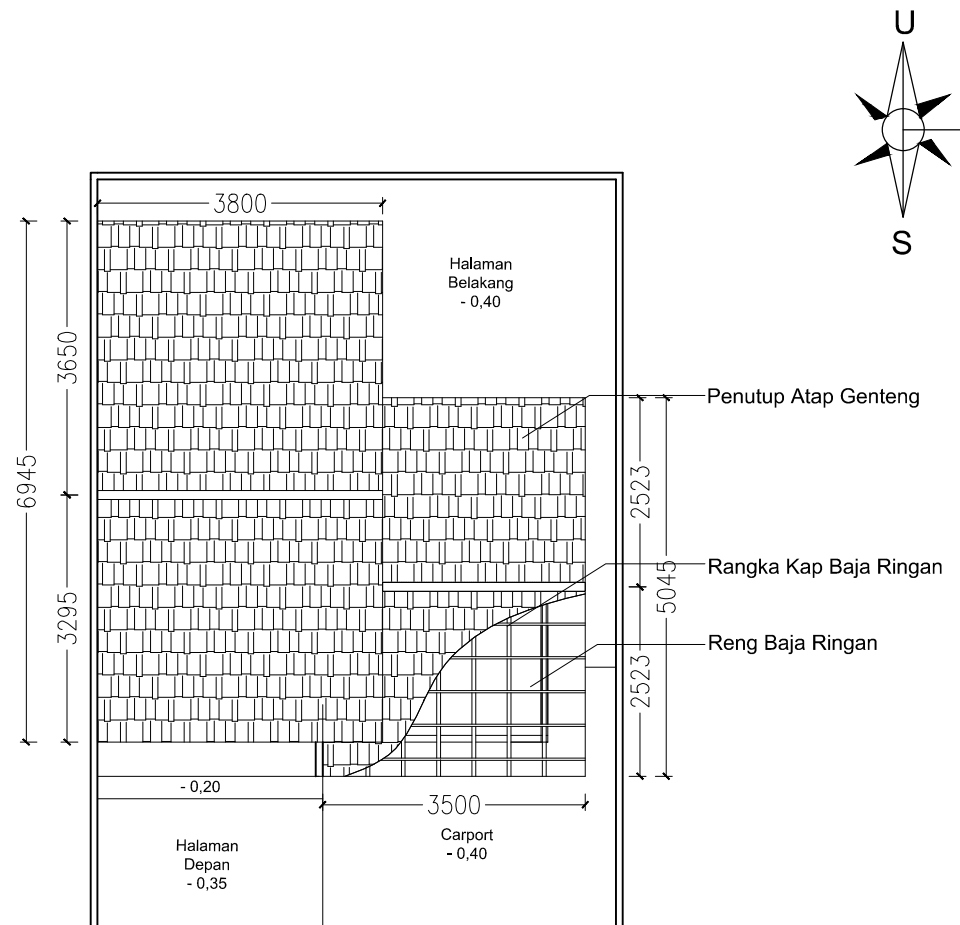 U
S
3800
Halaman
Belakang
- 0,40
3650
6945
3295
Penutup Atap Genteng
2523
5045
Rangka Kap Baja Ringan
Reng Baja Ringan
2523
- 0,20
3500
Carport
- 0,40
Halaman
Depan
- 0,35